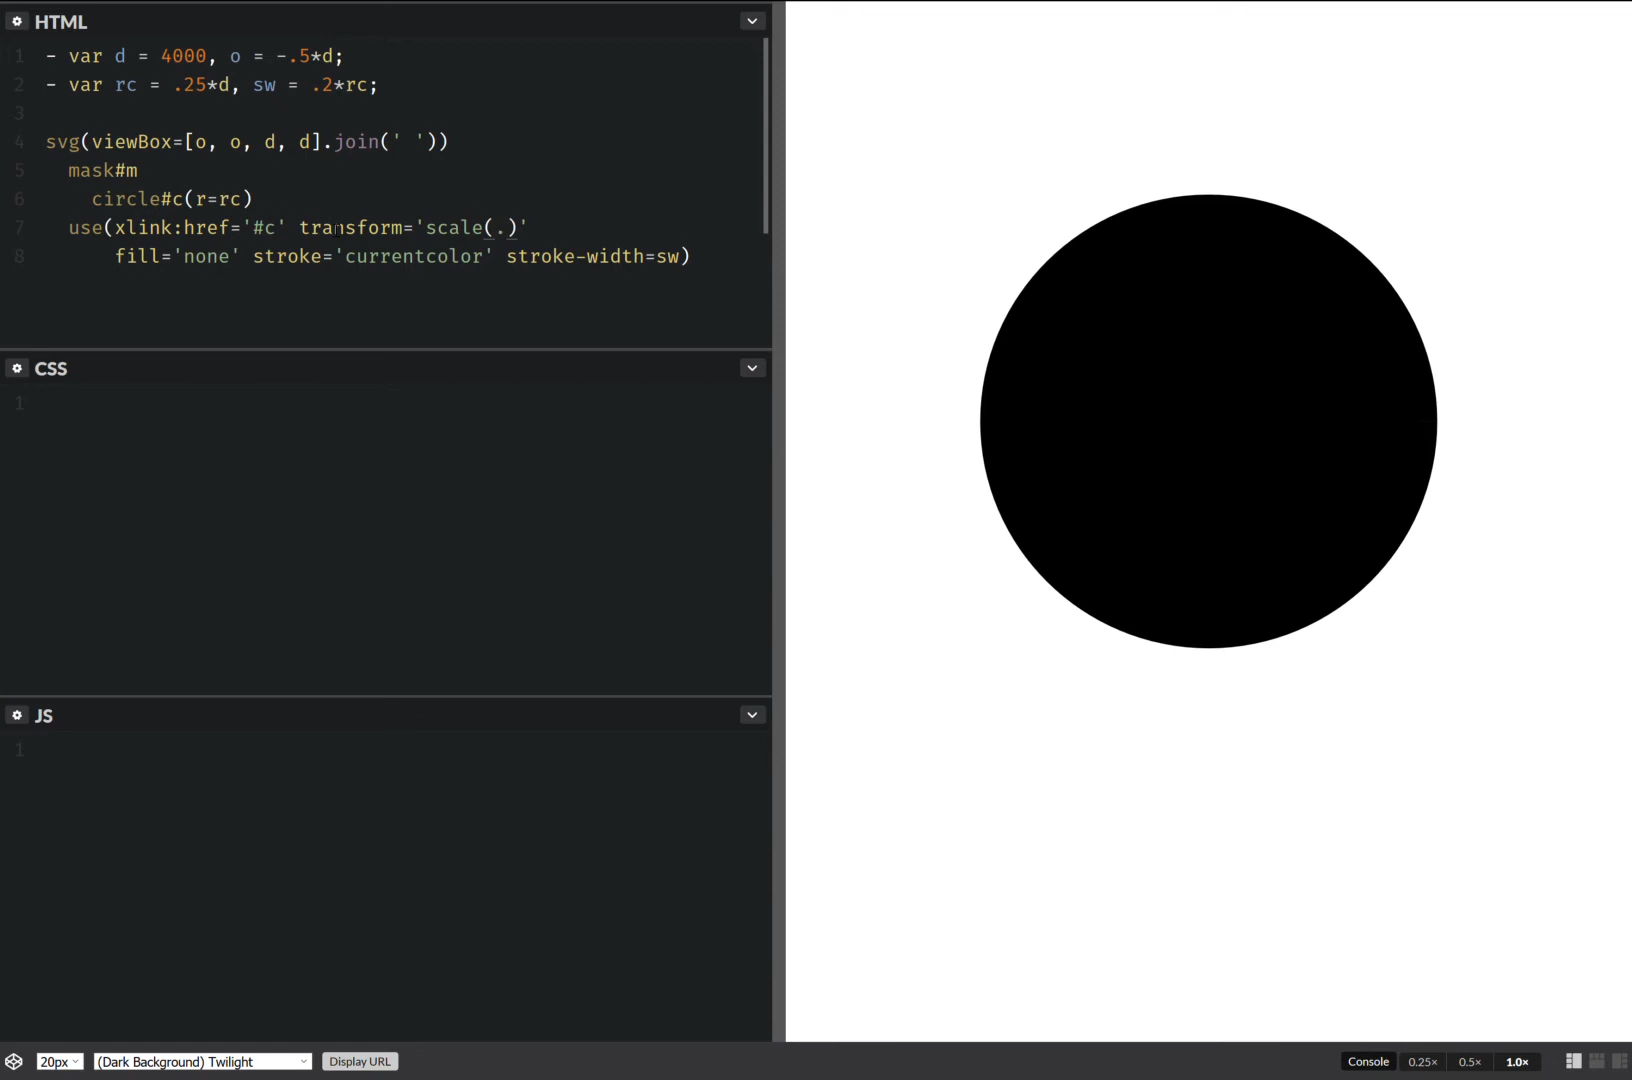 HTML
1 - var d = 4000, o = -.5*d;
2 - var rc = .25*d, sw = .2*rc;
3
4 svg(viewBox=[o, o, d, d].join(' '))
5 mask#m
6 circle#c(r=rc)
7 use(xlink:href='#c' transform='scale(.)'
8 fill='none' stroke='currentcolor' stroke-width=sw)
CSS
1
JS
1
20px (Dark Background) Twilight Display URL Console 0.25× 0.5× 1.0×